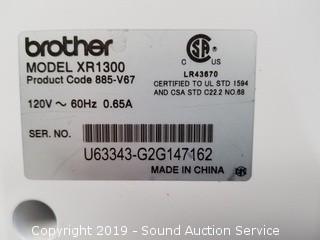 brother
MODEL XR1300
Product Code 885-V67
120V ~ 60Hz 0.65A
C US
LR43670
CERTIFIED TO UL STD 1594
AND CSA STD C22.2 NO.68
SER. NO.
U63343-G2G147162
MADE IN CHINA
Copyright 2019 - Sound Auction Service